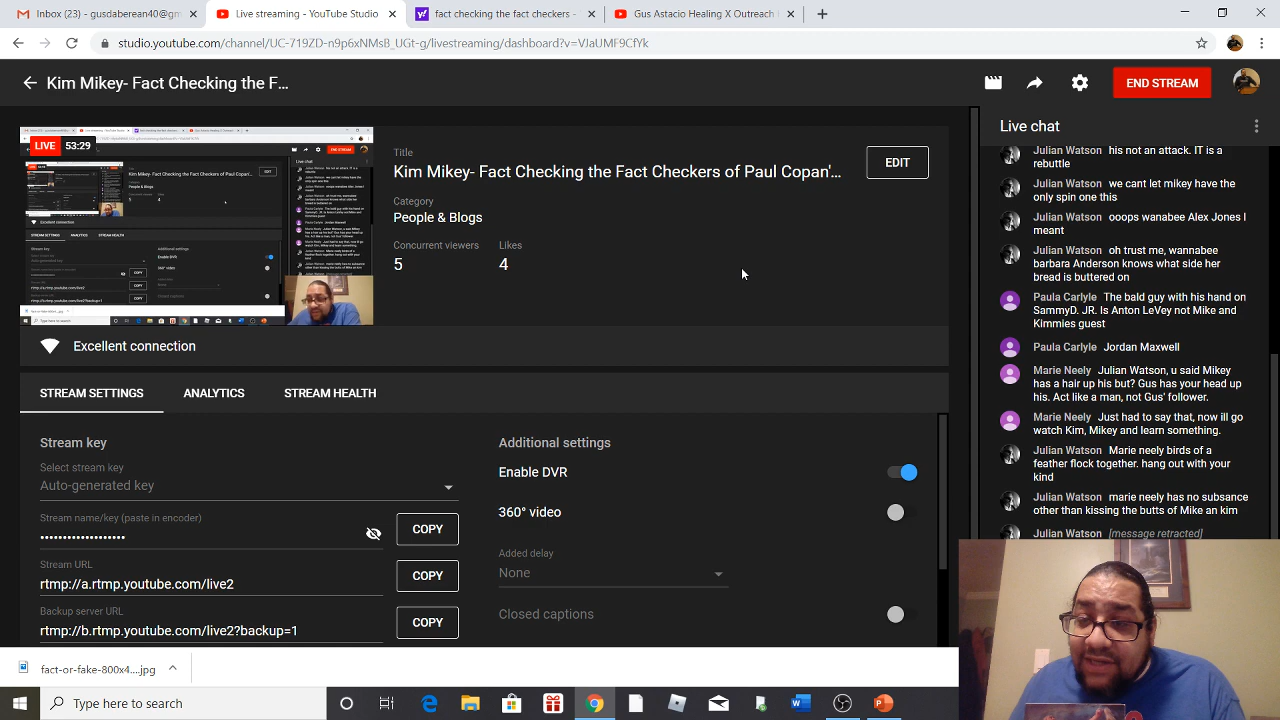 Inbox (23) - gusdaberean40@gm
Live streaming - YouTube Studio
fact checking the fact checkers -
Gus Astacio Healing X Outreach
studio.youtube.com/channel/UC-719ZD-n9p6xNMsB_UGt-g/livestreaming/dashboard?v=VJaUMF9CfYk
Kim Mikey- Fact Checking the F...
END STREAM
LIVE 53:29
Title
Kim Mikey- Fact Checking the Fact Checkers of Paul Copari...
EDIT
Category
People & Blogs
Concurrent viewers
Likes
5
4
Excellent connection
STREAM SETTINGS
ANALYTICS
STREAM HEALTH
Stream key
Select stream key
Auto-generated key
Stream name/key (paste in encoder)
COPY
Stream URL
rtmp://a.rtmp.youtube.com/live2
COPY
Backup server URL
rtmp://b.rtmp.youtube.com/live2?backup=1
COPY
Additional settings
Enable DVR
360° video
Added delay
None
Closed captions
Live chat
Julian Watson his not an attack. IT is a
rebuttle
Julian Watson we cant let mikey have the
only spin one this
Julian Watson ooops wanabee Alex Jones I
meant
Julian Watson oh trust me, wannabe
barbara Anderson knows what side her
bread is buttered on
Paula Carlyle The bald guy with the hand on
SammyD. JR. Is Anton LeVey not Mike and
KImmies guest
Paula Carlyle Jordan Maxwell
Marie Neely Julian Watson, u said Mikey
has a hair up his but? Gus has your head up
his. Act like a man, not Gus' follower.
Marie Neely Just had to say that, now ill go
watch Kim, Mikey and learn something.
Julian Watson Marie neely birds of a
feather flock together. hang out with your
kind
Julian Watson marie neely has no subsance
other than kissing the butts of Mike an kim
Julian Watson [message retracted]
fact-or-fake-800x4....jpg
Type here to search